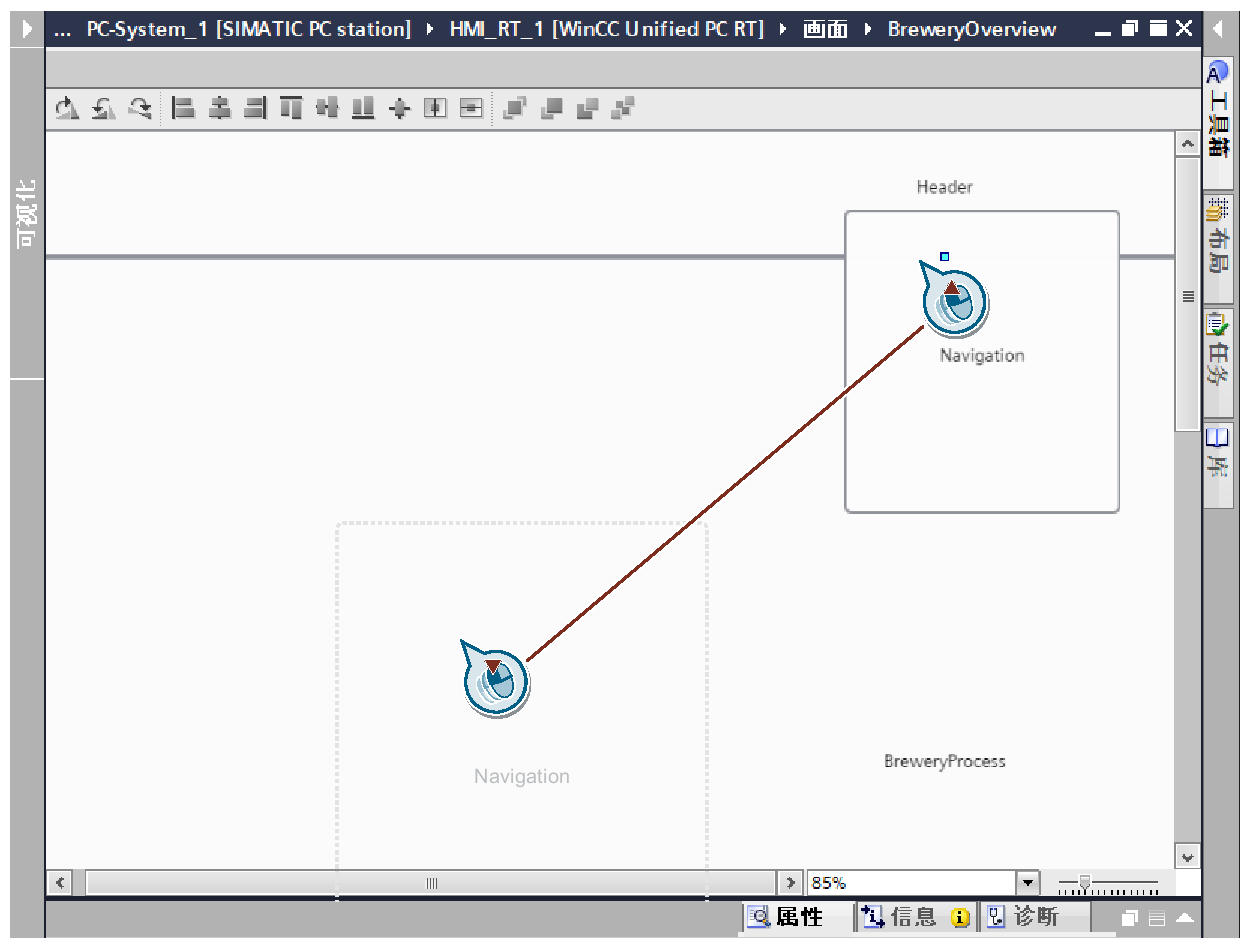 ... PC-System_1 [SIMATIC PC station] HMI_RT_1 [WinCC Unified PC RT] 画面 BreweryOverview
可视化
工具箱
布局
任务
库
Header
Navigation
Navigation
BreweryProcess
85%
属性 信息 诊断